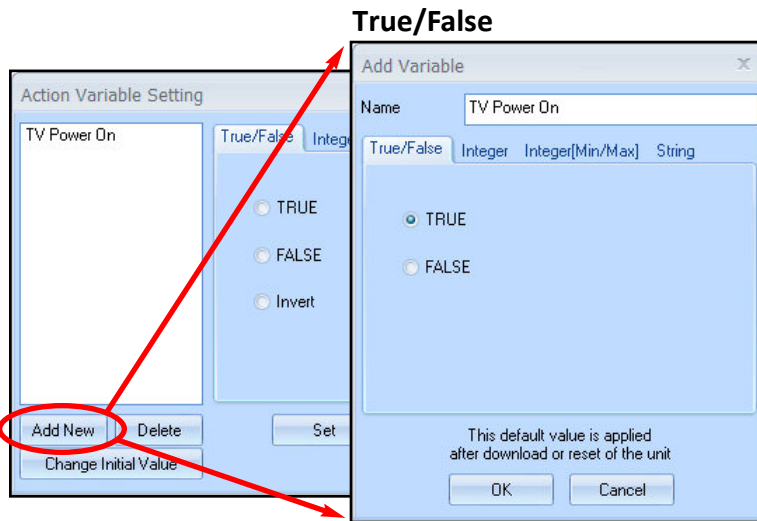 True/False
Action Variable Setting
TV Power On
True/False
TRUE
FALSE
Invert
Add New
Delete
Set
Change Initial Value
Add Variable
Name
TV Power On
True/False Integer Integer[Min/Max] String
TRUE
FALSE
This default value is applied
after download or reset of the unit
OK Cancel